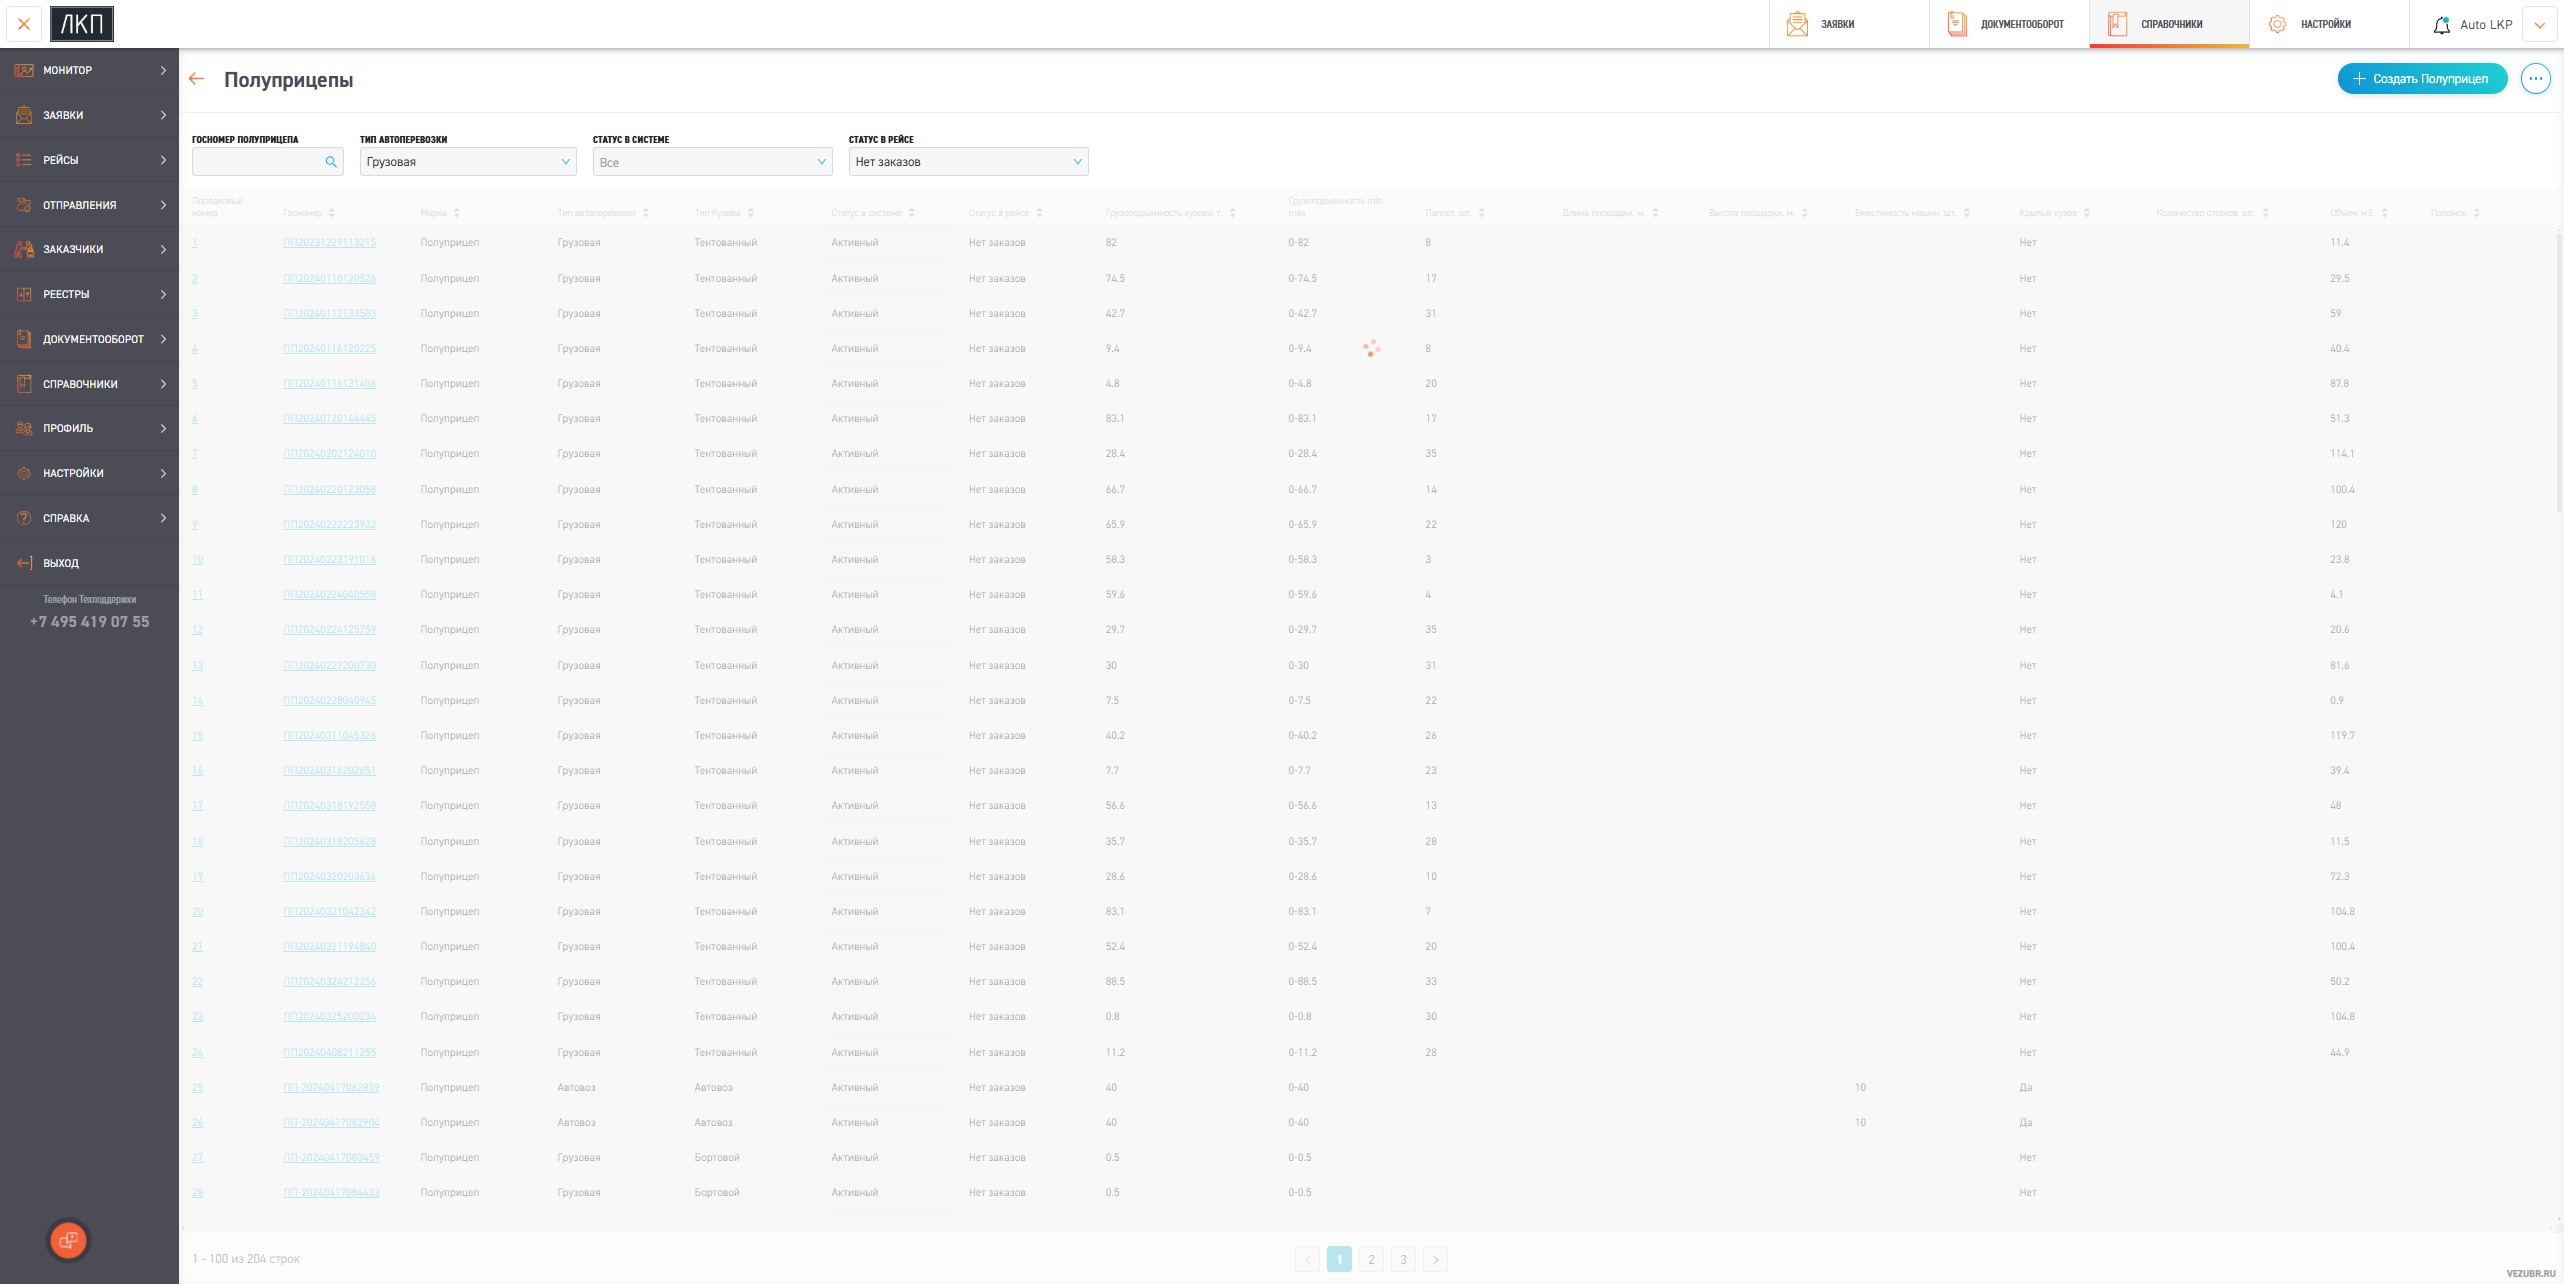 ЛКП
ЗАЯВКИ
ДОКУМЕНТООБОРОТ
СПРАВОЧНИКИ
НАСТРОЙКИ
Auto LKP
МОНИТОР
ЗАЯВКИ
РЕЙСЫ
ОТПРАВЛЕНИЯ
ЗАКАЗЧИКИ
РЕЕСТРЫ
ДОКУМЕНТООБОРОТ
СПРАВОЧНИКИ
ПРОФИЛЬ
НАСТРОЙКИ
СПРАВКА
ВЫХОД
Телефон Техподдержки
+7 495 419 07 55
Полуприцепы
Создать Полуприцеп
ГОСНОМЕР ПОЛУПРИЦЕПА ТИП АВТОПЕРЕВОЗКИ СТАТУС В СИСТЕМЕ СТАТУС В РЕЙСЕ
Грузовая Все Нет заказов
Порядковый номер Госномер Марка Тип автоперевозки Тип Кузова Статус в системе Статус в рейсе Грузоподъемность кузова, т. Грузоподъемность min-max Паллет, шт. Длина площадки, м. Высота площадки, м. Вместимость машин, шт. Крытый кузов Количество отсеков, шт. Объем, м3. Поломок
1 ПП20231229113215 Полуприцеп Грузовая Тентованный Активный Нет заказов 82 0-82 8 Нет 11.4
2 ПП20240110120526 Полуприцеп Грузовая Тентованный Активный Нет заказов 74.5 0-74.5 17 Нет 29.5
3 ПП20240112133503 Полуприцеп Грузовая Тентованный Активный Нет заказов 42.7 0-42.7 31 Нет 59
4 ПП20240116120225 Полуприцеп Грузовая Тентованный Активный Нет заказов 9.4 0-9.4 8 Нет 40.4
5 ПП20240116131406 Полуприцеп Грузовая Тентованный Активный Нет заказов 4.8 0-4.8 20 Нет 87.8
6 ПП20240120144445 Полуприцеп Грузовая Тентованный Активный Нет заказов 83.1 0-83.1 17 Нет 51.3
7 ПП20240202124010 Полуприцеп Грузовая Тентованный Активный Нет заказов 28.4 0-28.4 35 Нет 114.1
8 ПП20240220123058 Полуприцеп Грузовая Тентованный Активный Нет заказов 66.7 0-66.7 14 Нет 100.4
9 ПП20240222223932 Полуприцеп Грузовая Тентованный Активный Нет заказов 65.9 0-65.9 22 Нет 120
10 ПП20240223191016 Полуприцеп Грузовая Тентованный Активный Нет заказов 58.3 0-58.3 3 Нет 23.8
11 ПП20240224040558 Полуприцеп Грузовая Тентованный Активный Нет заказов 59.6 0-59.6 4 Нет 4.1
12 ПП20240224125759 Полуприцеп Грузовая Тентованный Активный Нет заказов 29.7 0-29.7 35 Нет 20.6
13 ПП20240227200730 Полуприцеп Грузовая Тентованный Активный Нет заказов 30 0-30 31 Нет 81.6
14 ПП20240228040945 Полуприцеп Грузовая Тентованный Активный Нет заказов 7.5 0-7.5 22 Нет 0.9
15 ПП20240311045326 Полуприцеп Грузовая Тентованный Активный Нет заказов 40.2 0-40.2 26 Нет 119.7
16 ПП20240316202651 Полуприцеп Грузовая Тентованный Активный Нет заказов 7.7 0-7.7 23 Нет 39.4
17 ПП20240318192558 Полуприцеп Грузовая Тентованный Активный Нет заказов 56.6 0-56.6 13 Нет 48
18 ПП20240318205628 Полуприцеп Грузовая Тентованный Активный Нет заказов 35.7 0-35.7 28 Нет 11.5
19 ПП20240320203636 Полуприцеп Грузовая Тентованный Активный Нет заказов 28.6 0-28.6 10 Нет 72.3
20 ПП20240321042342 Полуприцеп Грузовая Тентованный Активный Нет заказов 83.1 0-83.1 7 Нет 104.8
21 ПП20240321194840 Полуприцеп Грузовая Тентованный Активный Нет заказов 52.4 0-52.4 20 Нет 100.4
22 ПП20240324212256 Полуприцеп Грузовая Тентованный Активный Нет заказов 88.5 0-88.5 33 Нет 50.2
23 ПП20240325200234 Полуприцеп Грузовая Тентованный Активный Нет заказов 0.8 0-0.8 30 Нет 104.8
24 ПП20240408211255 Полуприцеп Грузовая Тентованный Активный Нет заказов 11.2 0-11.2 28 Нет 44.9
25 ПП-20240417062859 Полуприцеп Автовоз Автовоз Активный Нет заказов 40 0-40 10 Да
26 ПП-20240417082904 Полуприцеп Автовоз Автовоз Активный Нет заказов 40 0-40 10 Да
27 ПП-20240417083459 Полуприцеп Грузовая Бортовой Активный Нет заказов 0.5 0-0.5 Нет
28 ПП-20240417084433 Полуприцеп Грузовая Бортовой Активный Нет заказов 0.5 0-0.5 Нет
1 - 100 из 204 строк
< 1 2 3 >
VEZUBR.RU